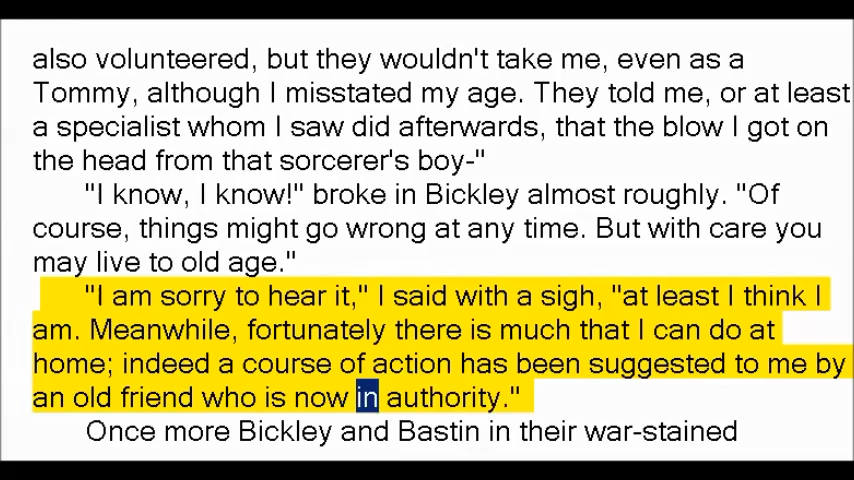 also volunteered, but they wouldn't take me, even as a
Tommy, although I misstated my age. They told me, or at least
a specialist whom I saw did afterwards, that the blow I got on
the head from that sorcerer's boy-"
"I know, I know!" broke in Bickley almost roughly. "Of
course, things might go wrong at any time. But with care you
may live to old age."
"I am sorry to hear it," I said with a sigh, "at least I think I
am. Meanwhile, fortunately there is much that I can do at
home; indeed a course of action has been suggested to me by
an old friend who is now in authority."
Once more Bickley and Bastin in their war-stained